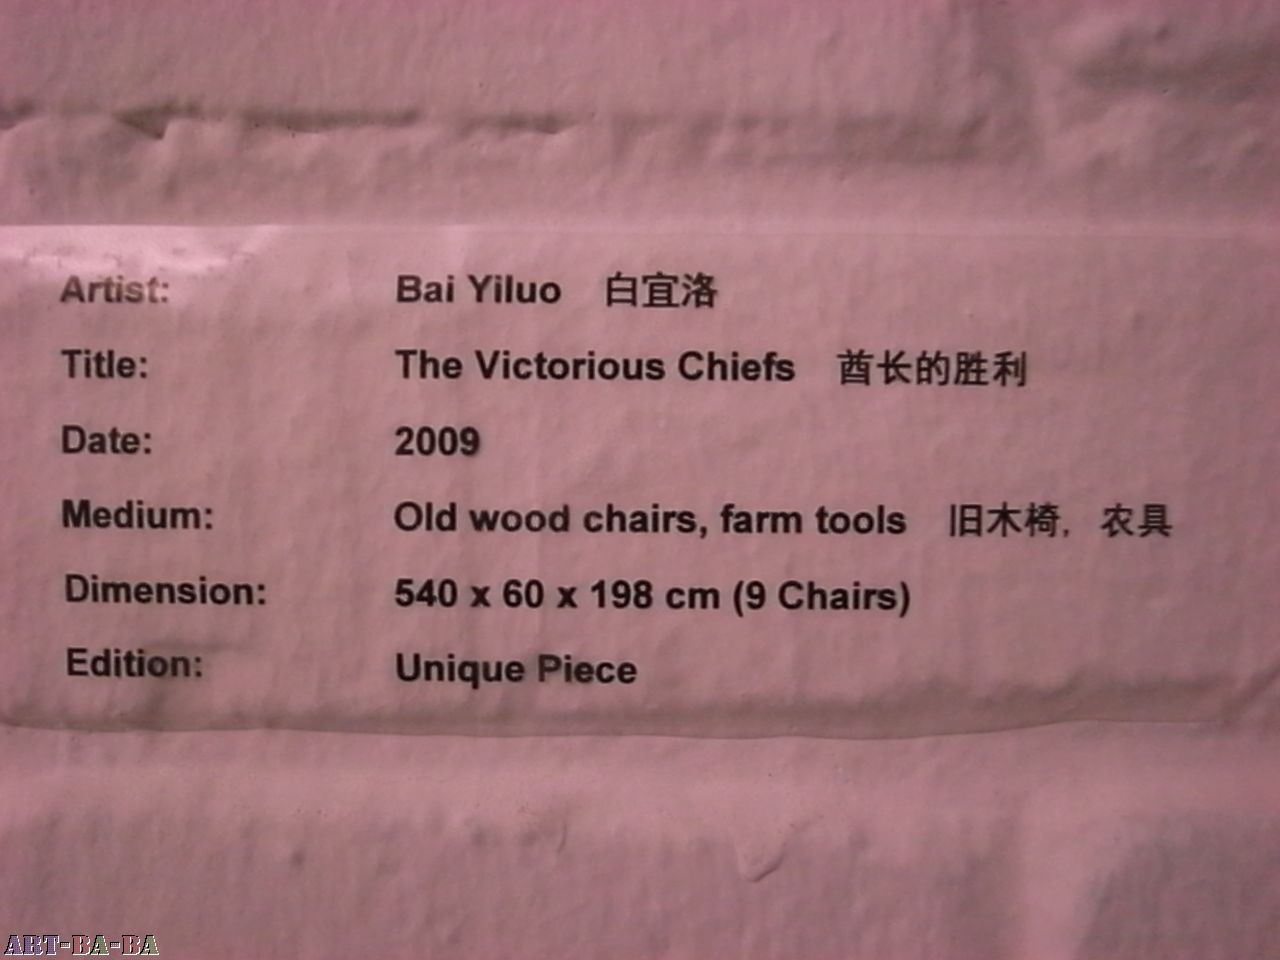 Artist: Bai Yiluo 白宜洛
Title: The Victorious Chiefs 酋长的胜利
Date: 2009
Medium: Old wood chairs, farm tools 旧木椅，农具
Dimension: 540 x 60 x 198 cm (9 Chairs)
Edition: Unique Piece
ART-BA-BA